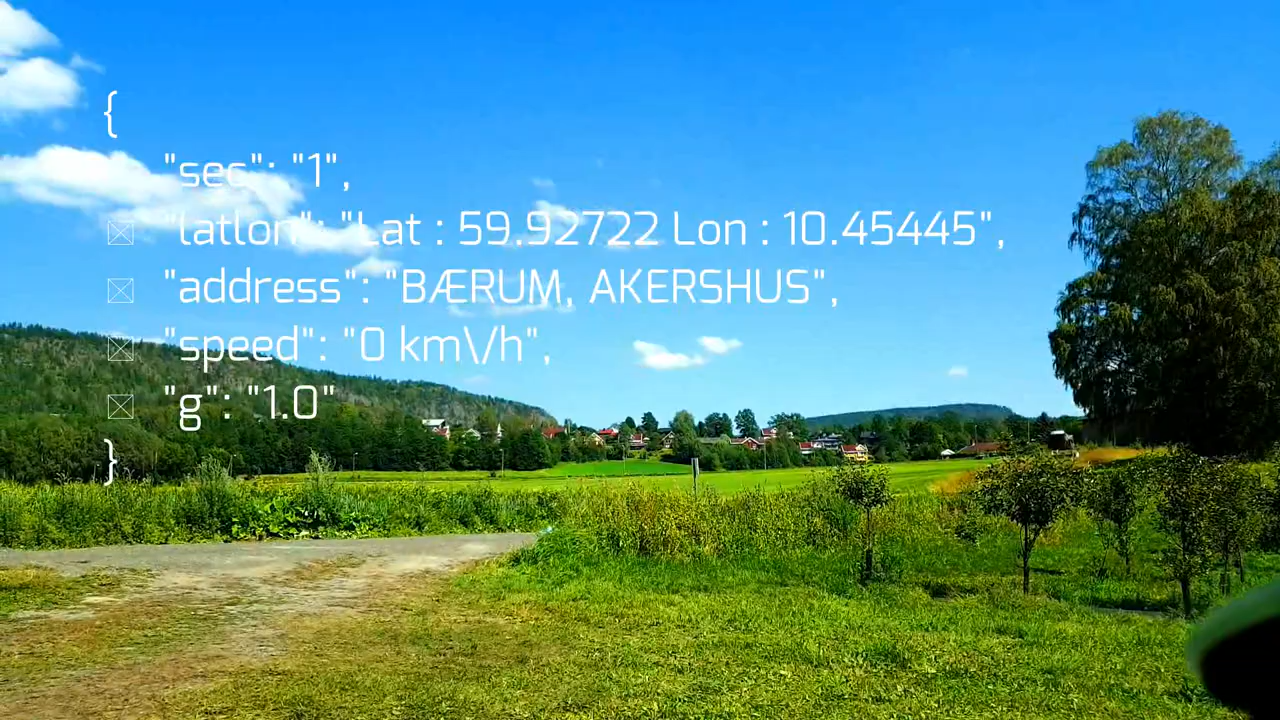 {
"sec": "1",
"latlon": "Lat : 59.92722 Lon : 10.45445",
"address": "BÆRUM, AKERSHUS",
"speed": "0 km\/h",
"g": "1.0"
}